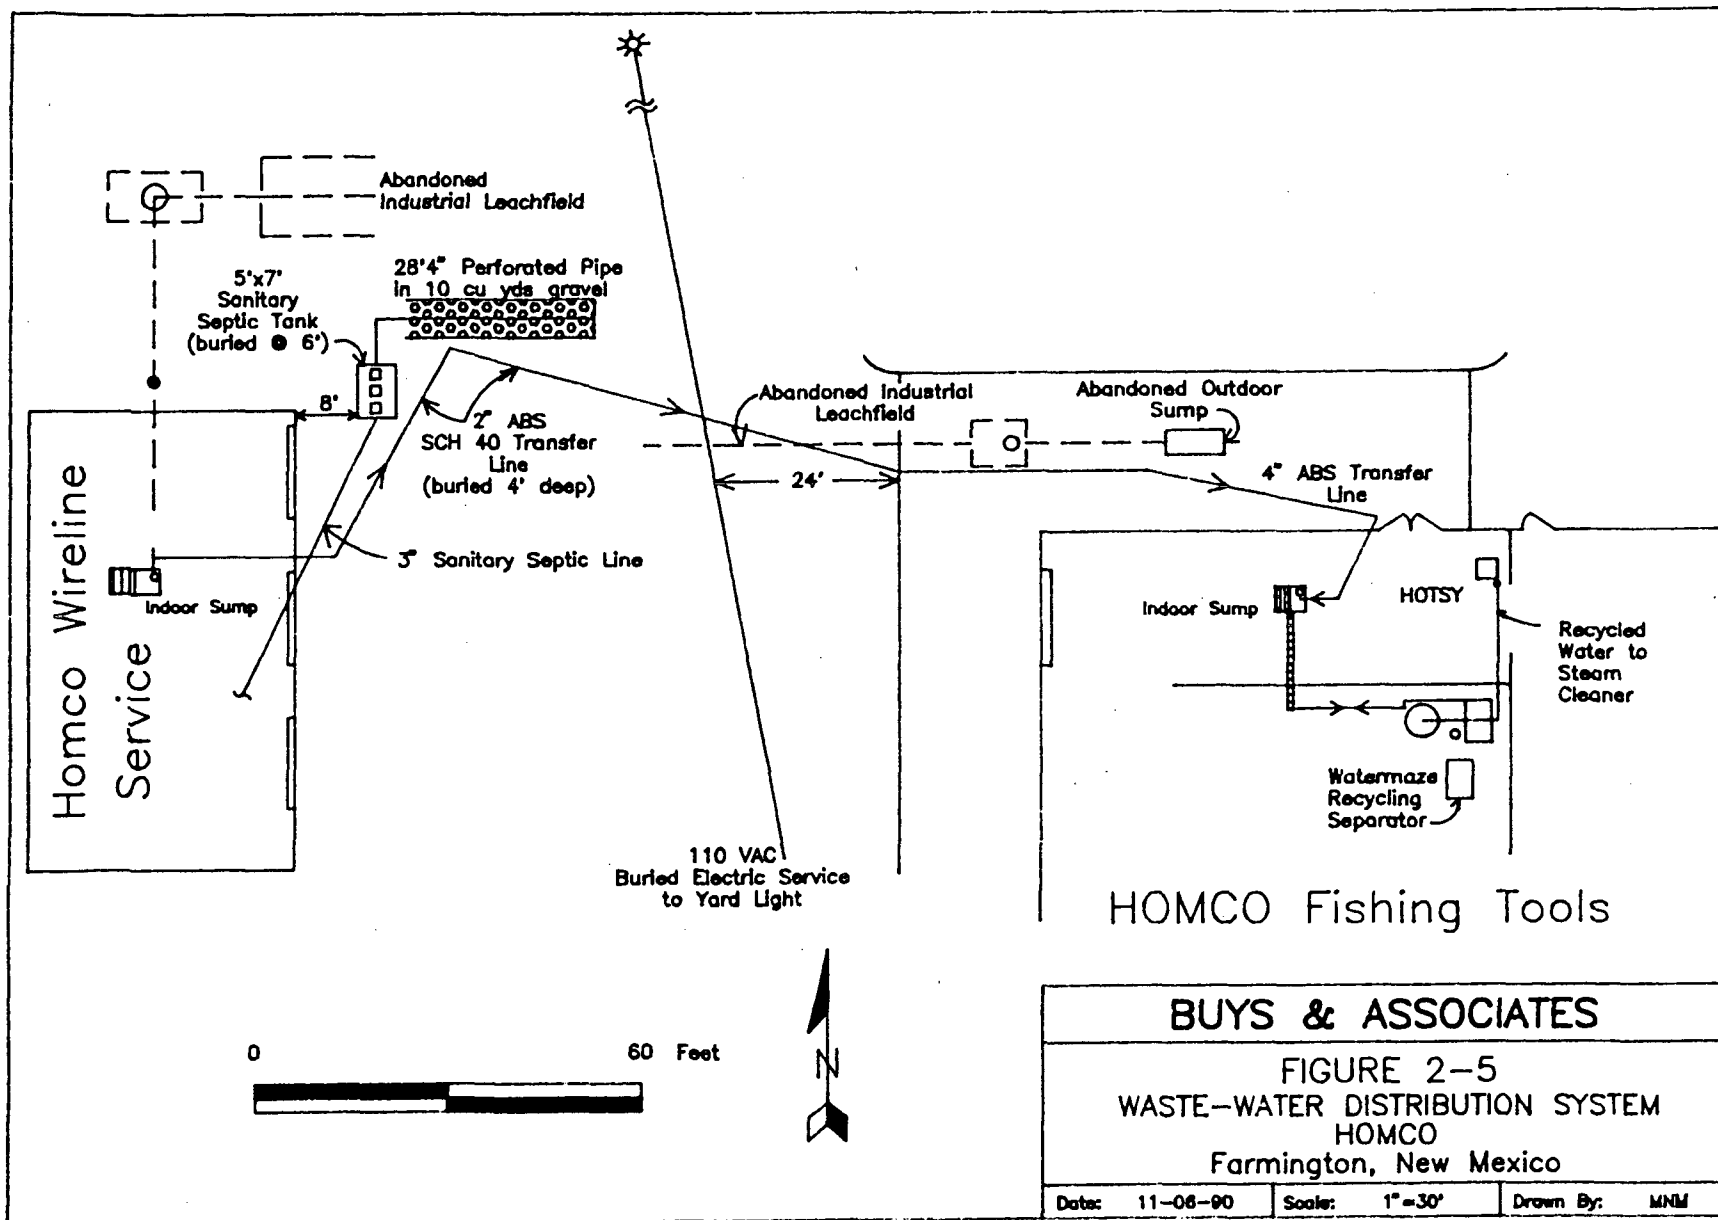 Abandoned
Industrial Leachfield
28'4" Perforated Pipe
in 10 cu yds gravel
5'x7'
Sanitary
Septic Tank
(buried @ 6')
8'
2" ABS
SCH 40 Transfer
Line
(buried 4' deep)
3" Sanitary Septic Line
Indoor Sump
Homco Wireline
Service
Abandoned Industrial
Leachfield
Abandoned Outdoor
Sump
24'
4" ABS Transfer
Line
Indoor Sump
HOTSY
Recycled
Water to
Steam
Cleaner
Watermaze
Recycling
Separator
110 VAC
Buried Electric Service
to Yard Light
HOMCO Fishing Tools
0 60 Feet
N
BUYS & ASSOCIATES
FIGURE 2-5
WASTE-WATER DISTRIBUTION SYSTEM
HOMCO
Farmington, New Mexico
Date: 11-06-90 Scale: 1"=30' Drawn By: MNM